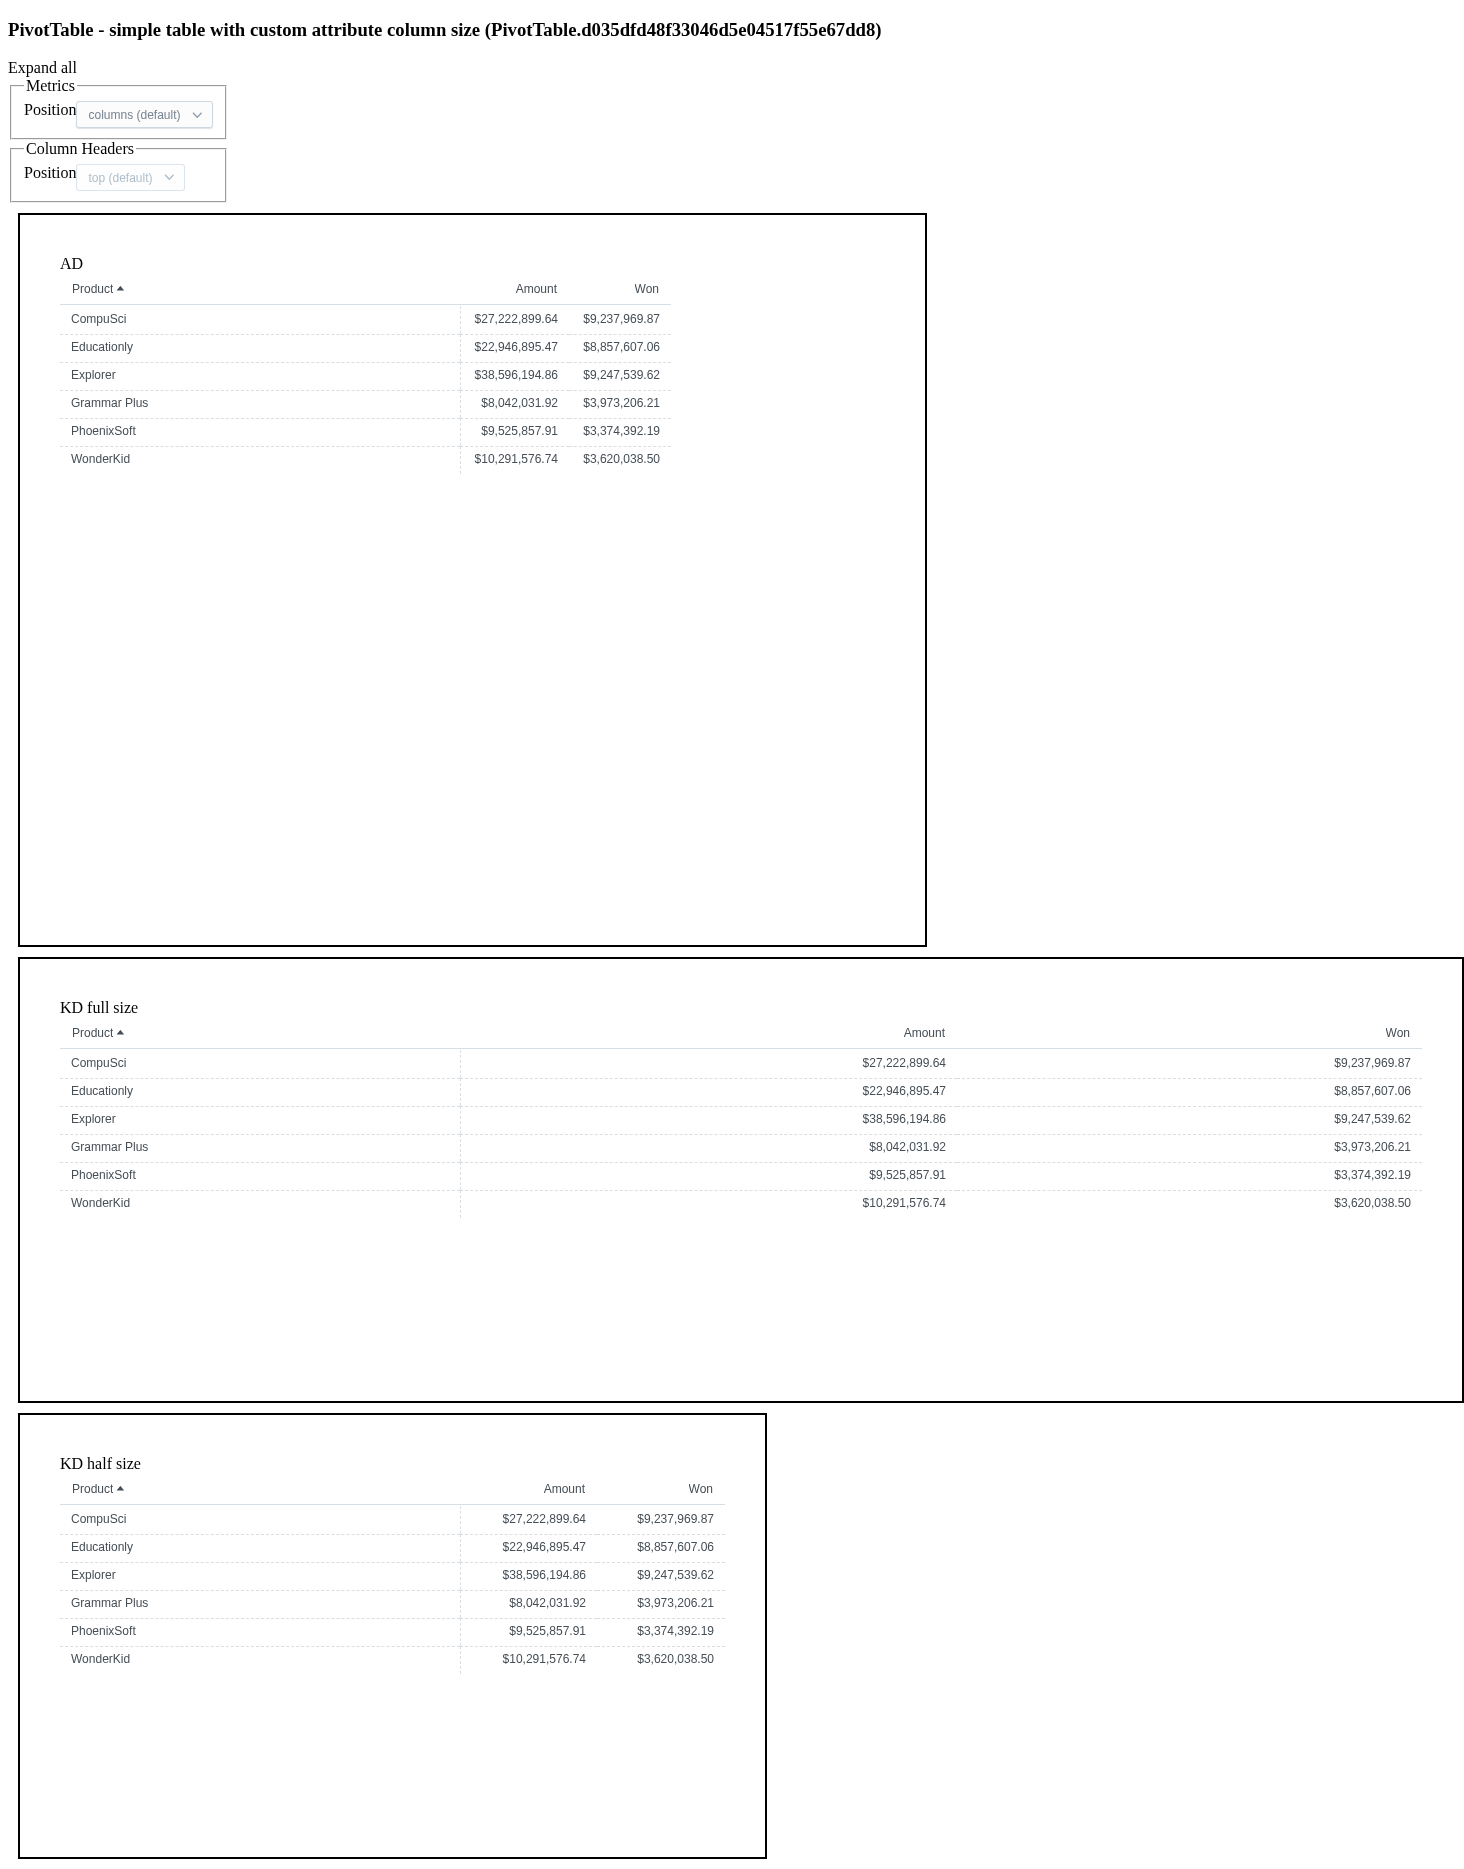 PivotTable - simple table with custom attribute column size (PivotTable.d035dfd48f33046d5e04517f55e67dd8)
Expand all
Metrics
Position columns (default)
Column Headers
Position top (default)
AD
Product Amount Won
CompuSci $27,222,899.64 $9,237,969.87
Educationly $22,946,895.47 $8,857,607.06
Explorer $38,596,194.86 $9,247,539.62
Grammar Plus $8,042,031.92 $3,973,206.21
PhoenixSoft $9,525,857.91 $3,374,392.19
WonderKid $10,291,576.74 $3,620,038.50
KD full size
Product Amount Won
CompuSci $27,222,899.64 $9,237,969.87
Educationly $22,946,895.47 $8,857,607.06
Explorer $38,596,194.86 $9,247,539.62
Grammar Plus $8,042,031.92 $3,973,206.21
PhoenixSoft $9,525,857.91 $3,374,392.19
WonderKid $10,291,576.74 $3,620,038.50
KD half size
Product Amount Won
CompuSci $27,222,899.64 $9,237,969.87
Educationly $22,946,895.47 $8,857,607.06
Explorer $38,596,194.86 $9,247,539.62
Grammar Plus $8,042,031.92 $3,973,206.21
PhoenixSoft $9,525,857.91 $3,374,392.19
WonderKid $10,291,576.74 $3,620,038.50